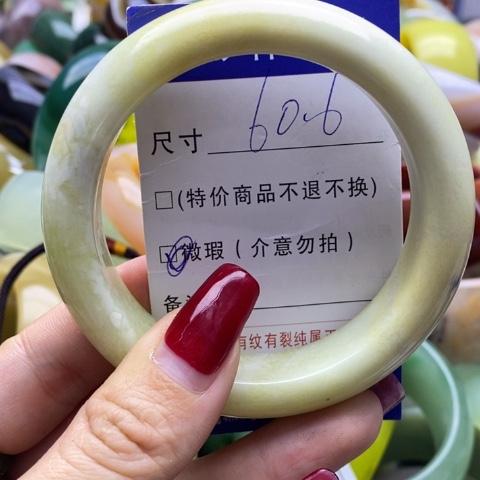 尺寸 60.6
□(特价商品不退不换)
☑微瑕(介意勿拍)
备
有纹有裂纯属